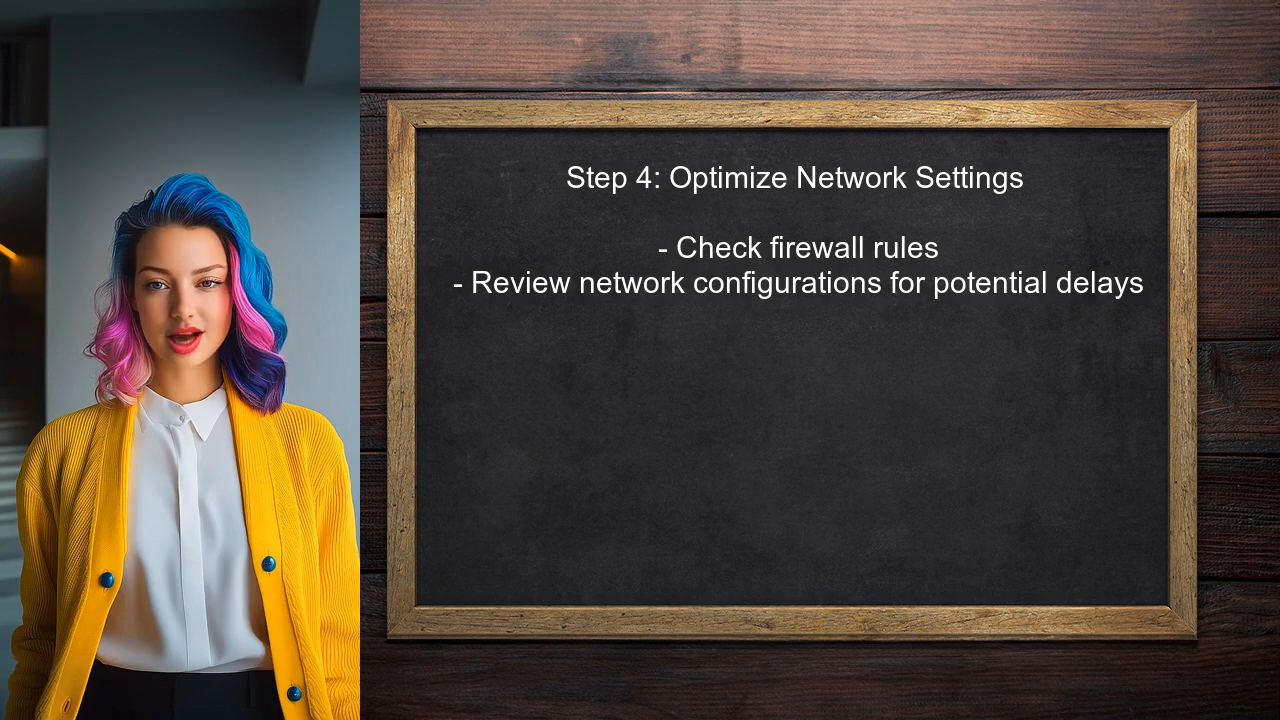 Step 4: Optimize Network Settings
- Check firewall rules
- Review network configurations for potential delays